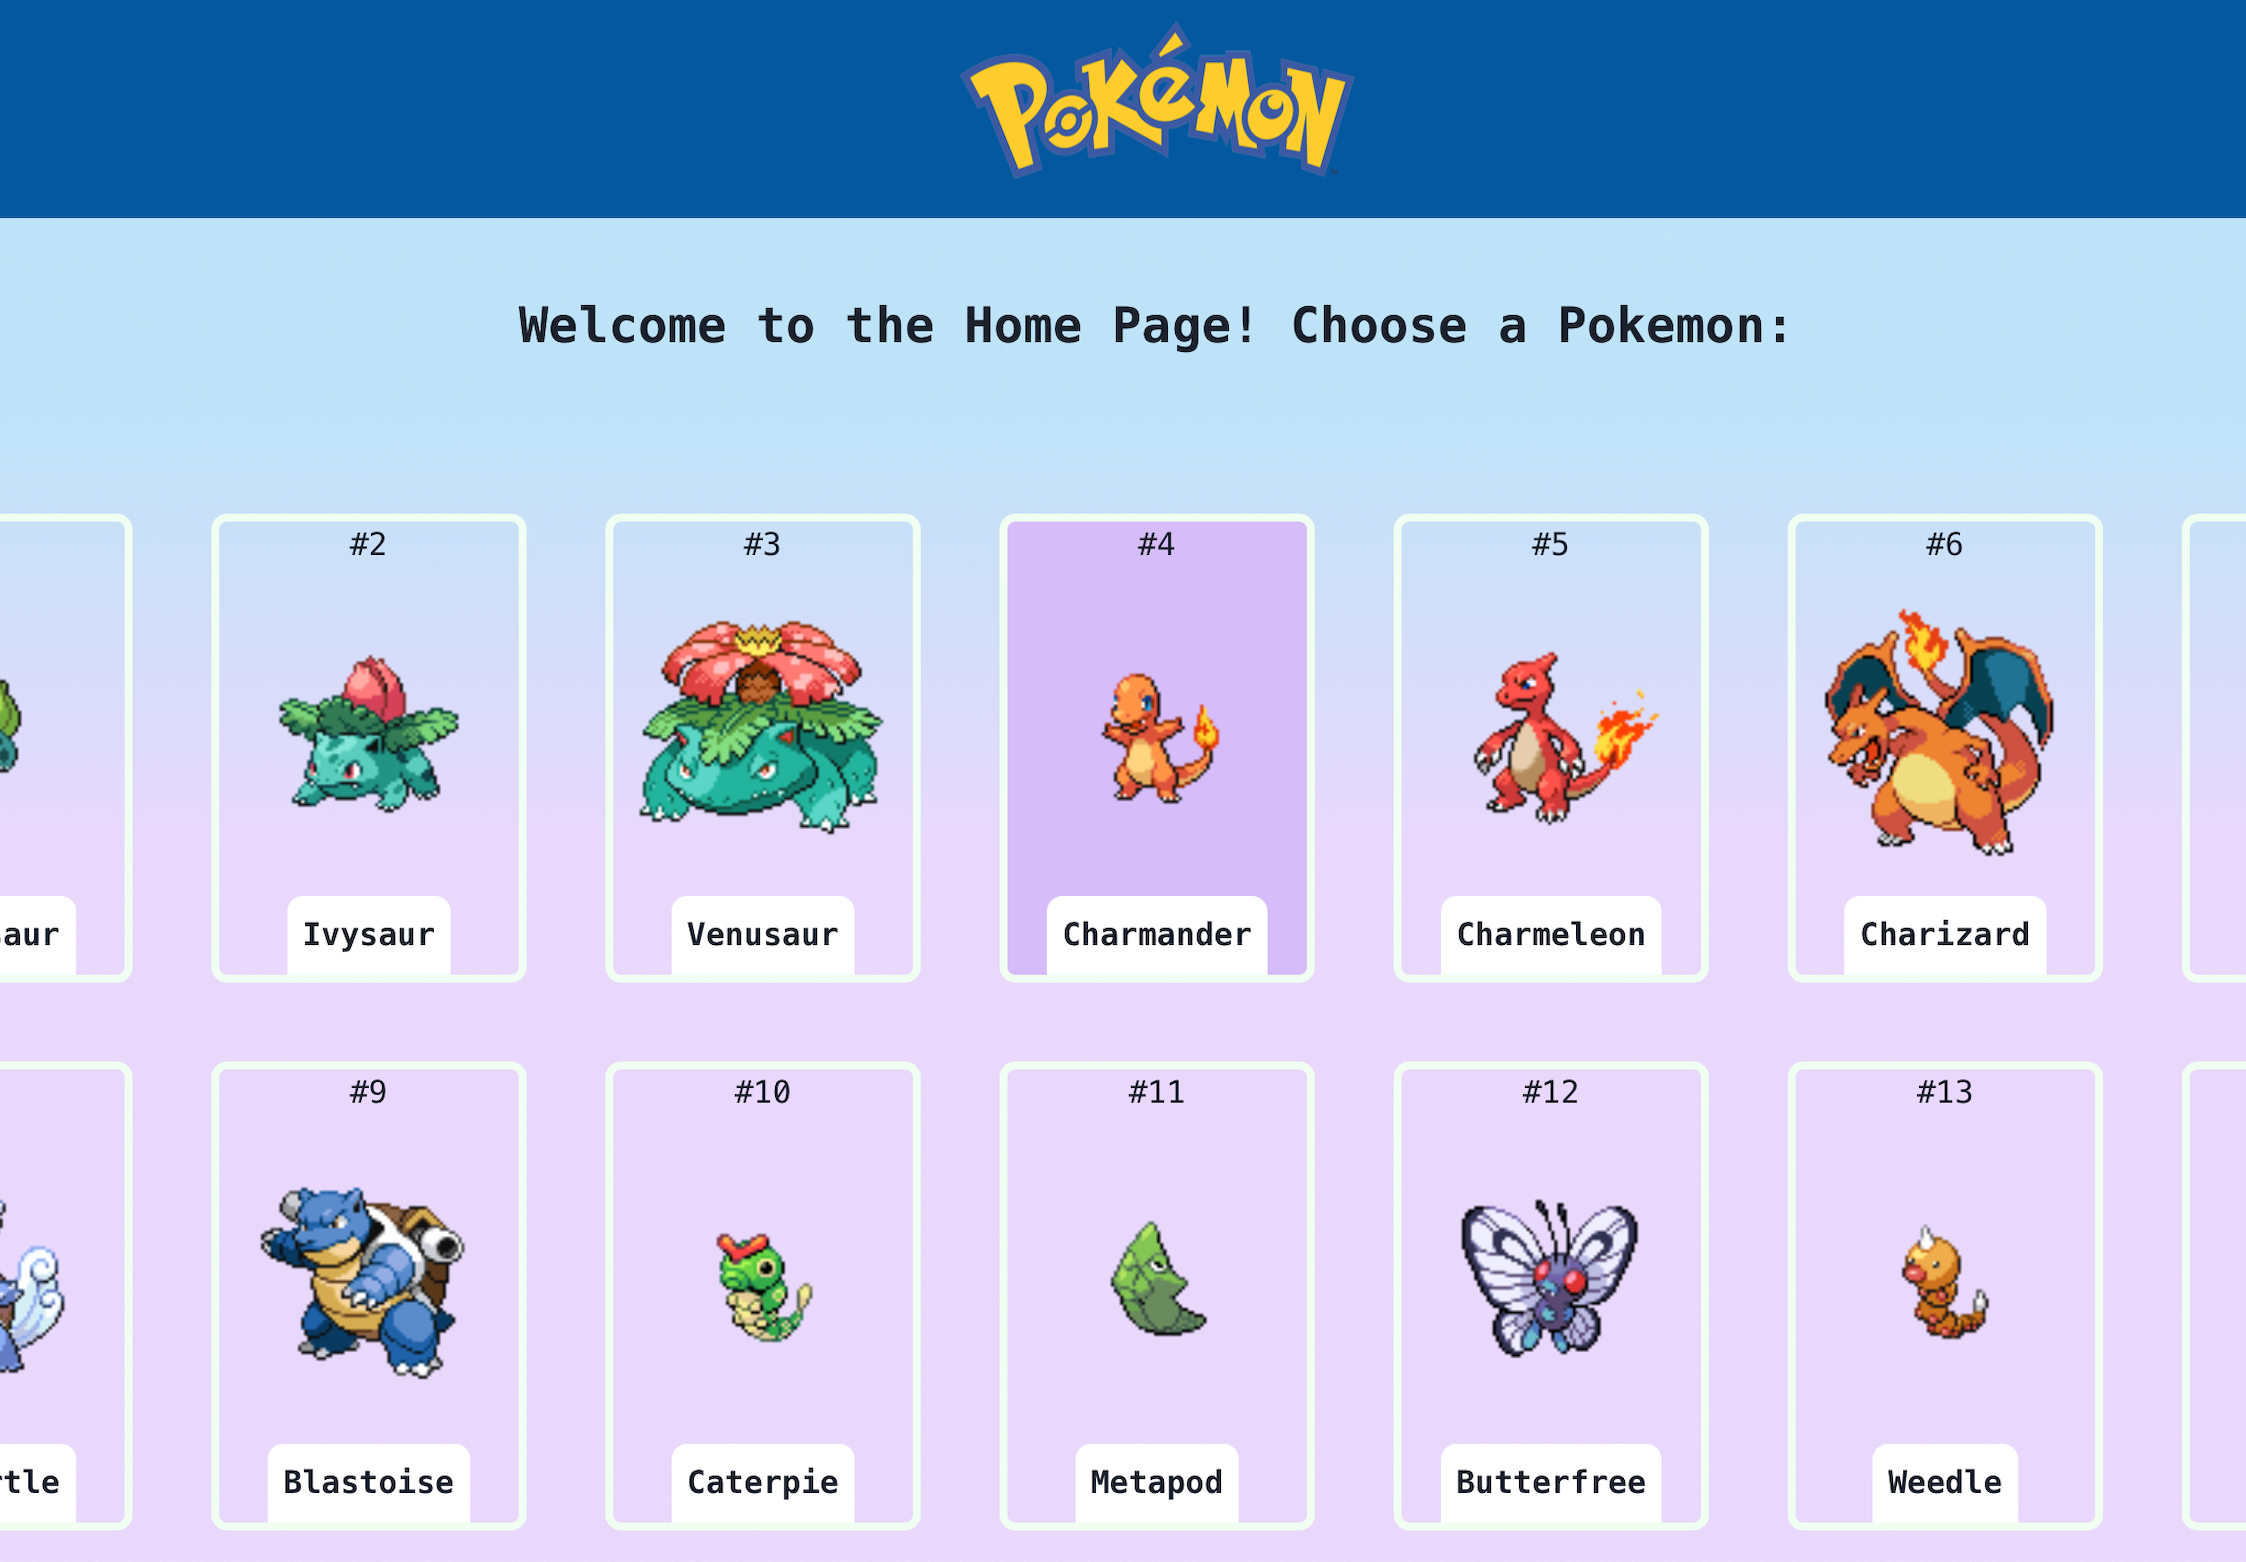 POKéMON
Welcome to the Home Page! Choose a Pokemon:
#2
#3
#4
#5
#6
aur
Ivysaur
Venusaur
Charmander
Charmeleon
Charizard
#9
#10
#11
#12
#13
tle
Blastoise
Caterpie
Metapod
Butterfree
Weedle